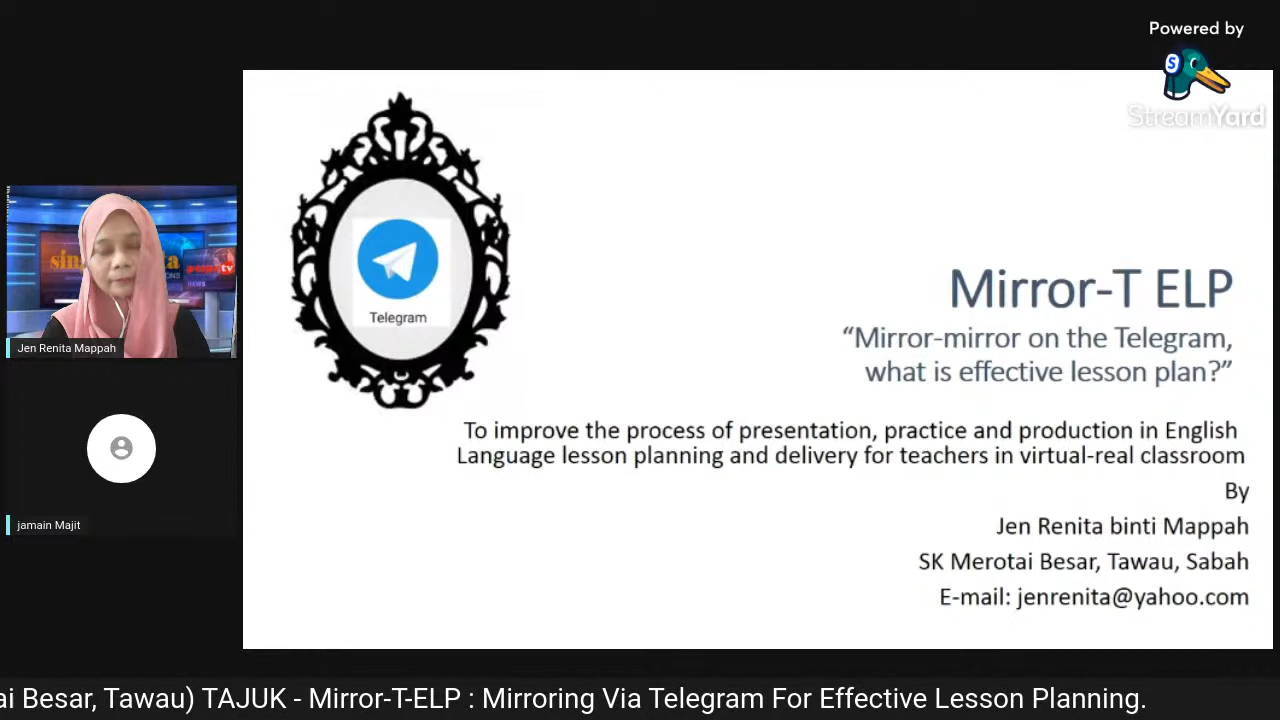 Powered by
StreamYard
Telegram
Mirror-T ELP
“Mirror-mirror on the Telegram,
what is effective lesson plan?”
To improve the process of presentation, practice and production in English
Language lesson planning and delivery for teachers in virtual-real classroom
By
Jen Renita binti Mappah
SK Merotai Besar, Tawau, Sabah
E-mail: jenrenita@yahoo.com
NEWS
Jen Renita Mappah
jamain Majit
ai Besar, Tawau) TAJUK - Mirror-T-ELP : Mirroring Via Telegram For Effective Lesson Planning.